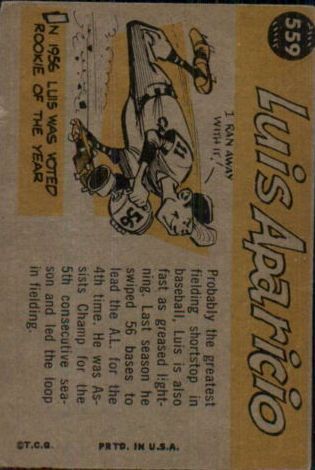 559
Luis Aparicio
I RAN AWAY
WITH IT!
11
IN 1956 LUIS WAS VOTED
ROOKIE OF THE YEAR
Probably the greatest
fielding shortstop in
baseball, Luis is also
fast as greased light-
ning. Last season he
swiped 56 bases to
lead the A.L. for the
4th time. He was As-
sists Champ for the
5th consecutive sea-
son and led the loop
in fielding.
©T.C.G.
PRTD. IN U.S.A.